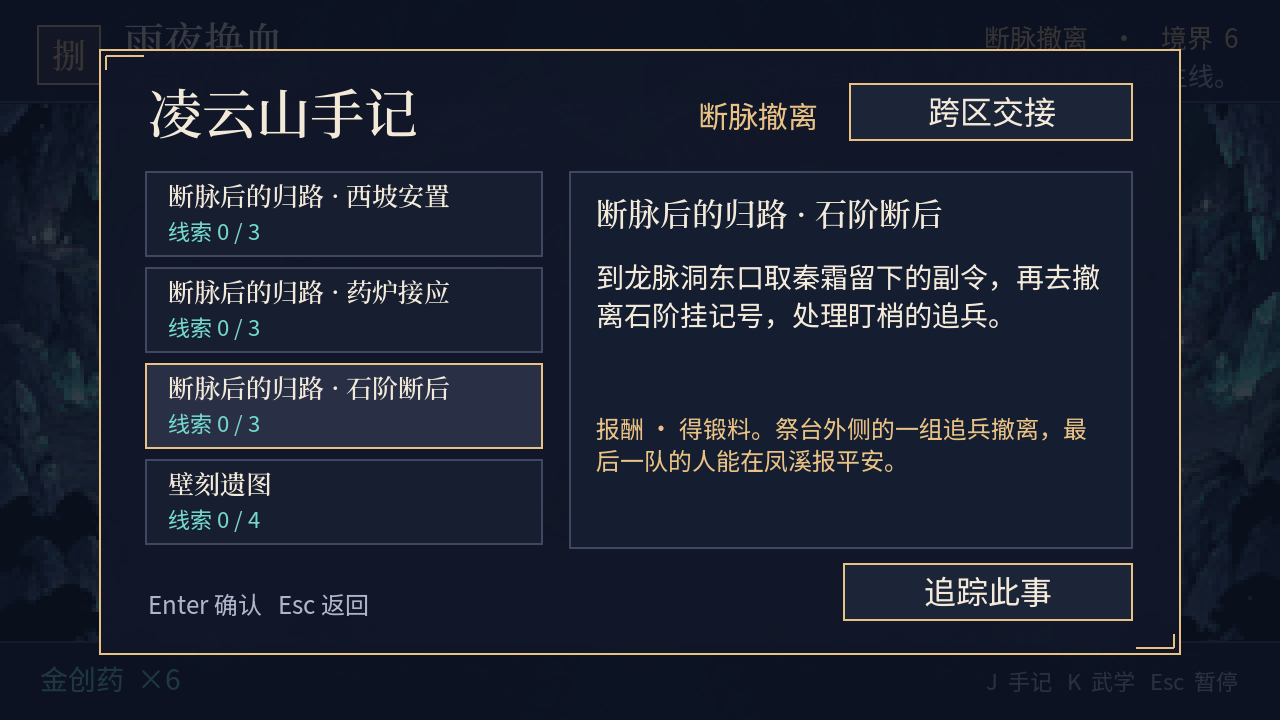 捌
雨夜换血
断脉撤离 · 境界 6
线。
凌云山手记
断脉撤离
跨区交接
断脉后的归路 · 西坡安置
线索 0 / 3
断脉后的归路 · 药炉接应
线索 0 / 3
断脉后的归路 · 石阶断后
线索 0 / 3
壁刻遗图
线索 0 / 4
断脉后的归路 · 石阶断后
到龙脉洞东口取秦霜留下的副令，再去撤
离石阶挂记号，处理盯梢的追兵。
报酬 · 得锻料。祭台外侧的一组追兵撤离，最
后一队的人能在凤溪报平安。
追踪此事
Enter 确认 Esc 返回
金创药 ×6
J 手记 K 武学 Esc 暂停